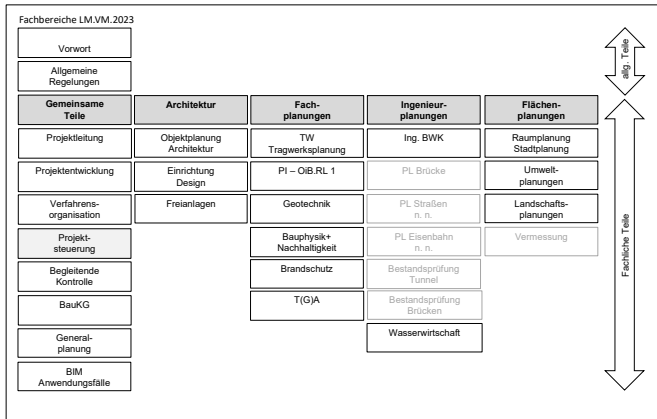 Fachbereiche LM.VM.2023
Vorwort
Allgemeine
Regelungen
allg. Teile
Gemeinsame
Teile
Architektur
Fach-
planungen
Ingenieur-
planungen
Flächen-
planungen
Projektleitung
Objektplanung
Architektur
TW
Tragwerksplanung
Ing. BWK
Raumplanung
Stadtplanung
Projektentwicklung
Einrichtung
Design
PI – OiB.RL 1
PL Brücke
Umwelt-
planungen
Verfahrens-
organisation
Freianlagen
Geotechnik
PL Straßen
n. n.
Landschafts-
planungen
Projekt-
steuerung
Bauphysik+
Nachhaltigkeit
PL Eisenbahn
n. n.
Vermessung
Begleitende
Kontrolle
Brandschutz
Bestandsprüfung
Tunnel
BauKG
T(G)A
Bestandsprüfung
Brücken
General-
planung
Wasserwirtschaft
BIM
Anwendungsfälle
Fachliche Teile